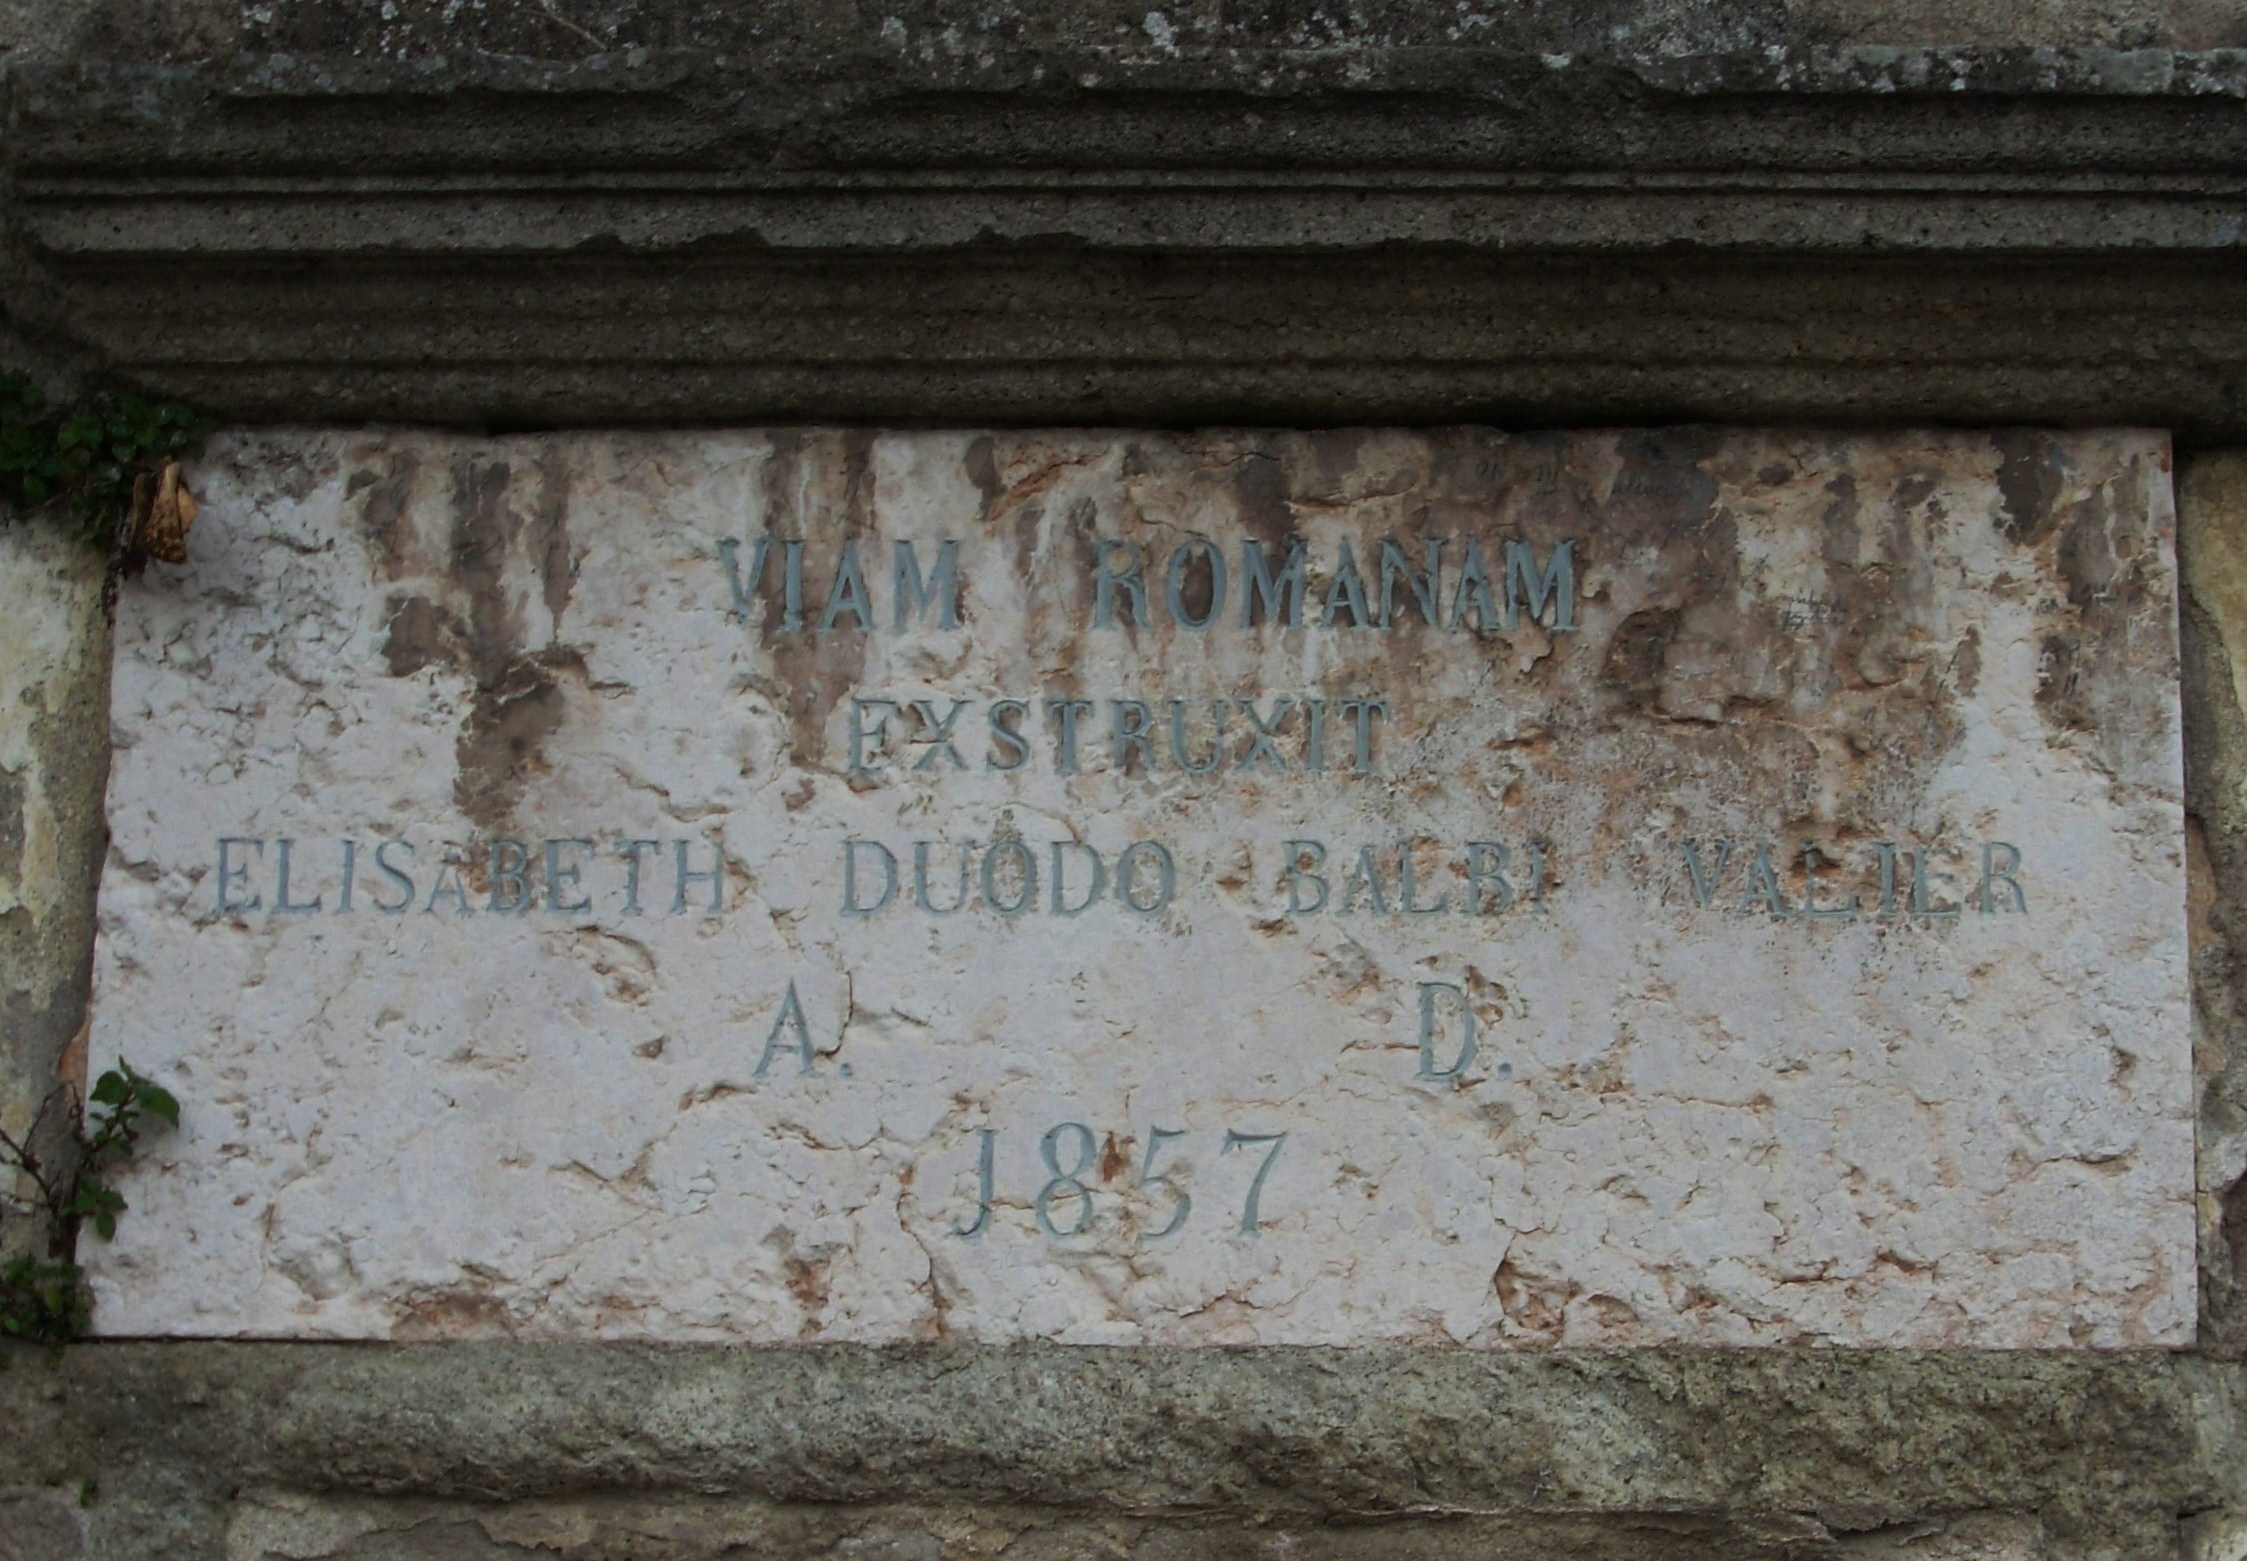 VIAM ROMANAM
EXSTRUXIT
ELISABETH DUODO BALBI VALIER
A. D.
1857